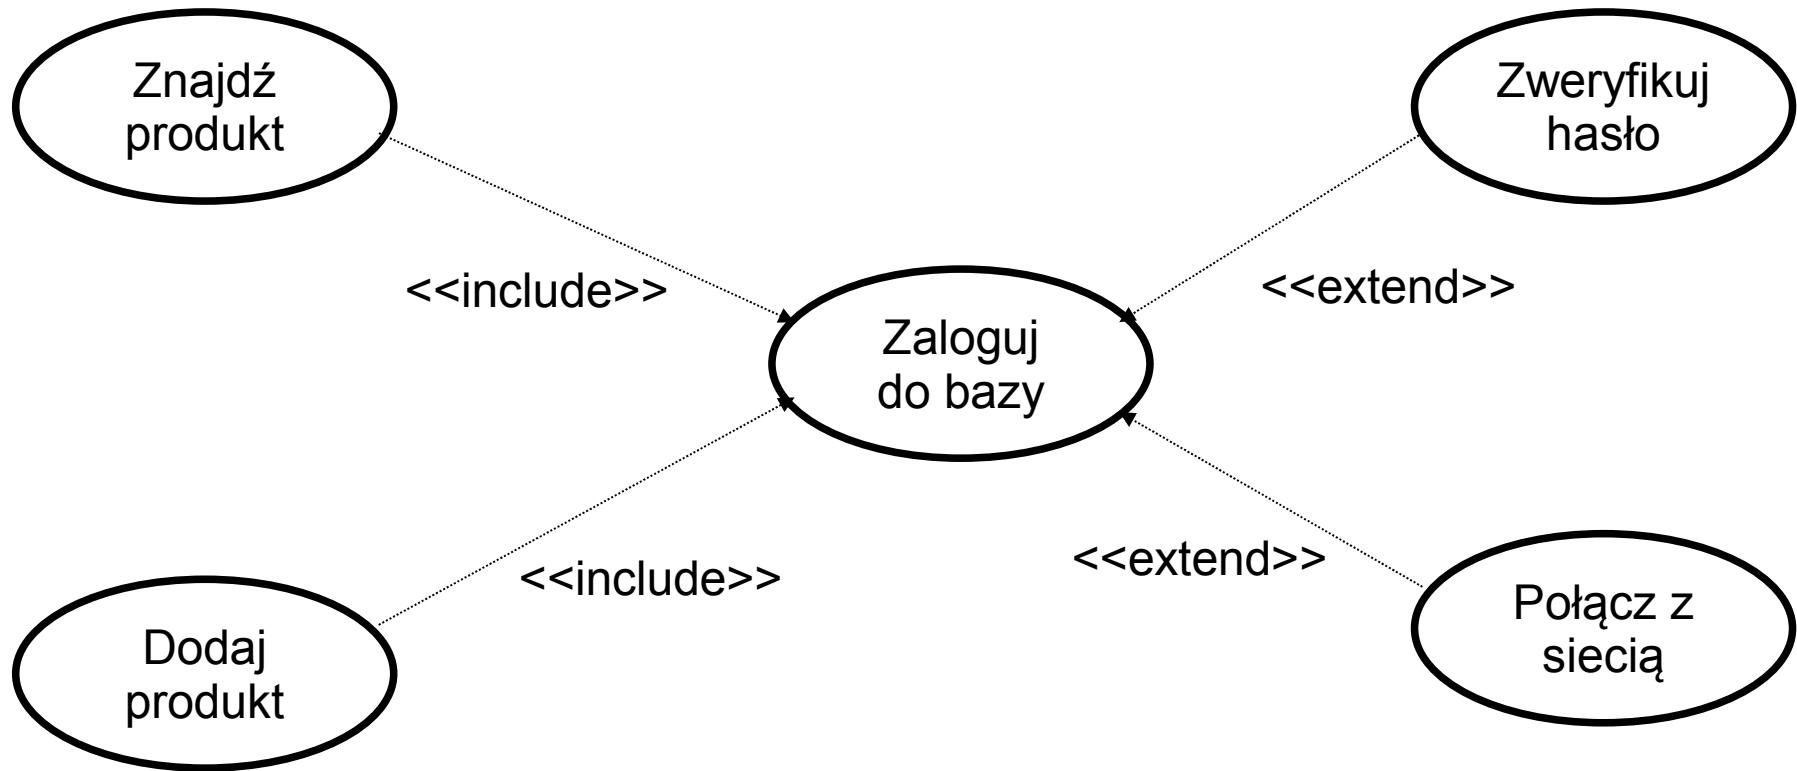 Znajdź
produkt
Zweryfikuj
hasło
<<include>>
<<extend>>
Zaloguj
do bazy
<<include>>
<<extend>>
Dodaj
produkt
Połącz z
siecią